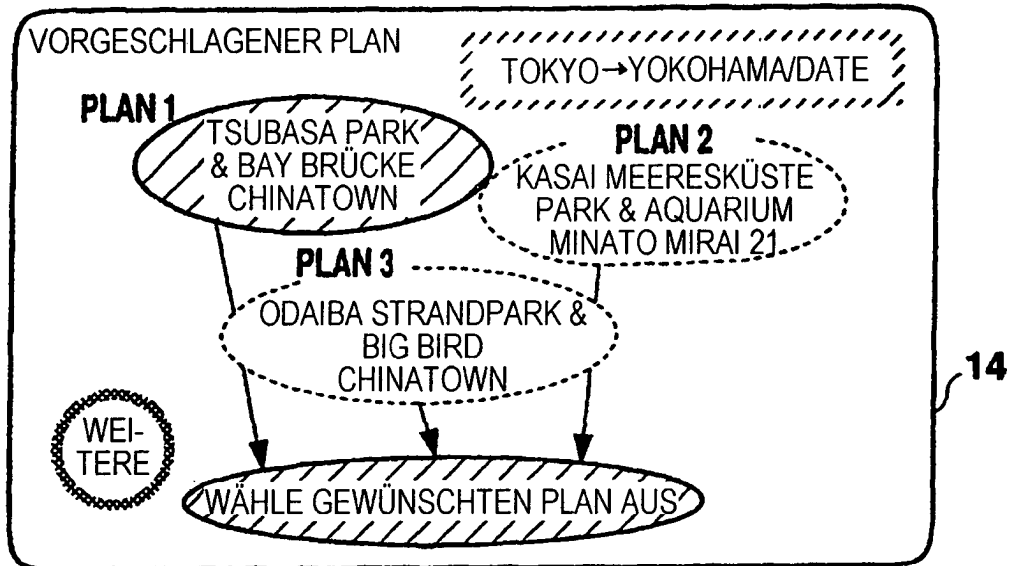 VORGESCHLAGENER PLAN
TOKYO→YOKOHAMA/DATE
PLAN 1
TSUBASA PARK
& BAY BRÜCKE
CHINATOWN
PLAN 2
KASAI MEERESKÜSTE
PARK & AQUARIUM
MINATO MIRAI 21
PLAN 3
ODAIBA STRANDPARK &
BIG BIRD
CHINATOWN
14
WEI-
TERE
WÄHLE GEWÜNSCHTEN PLAN AUS